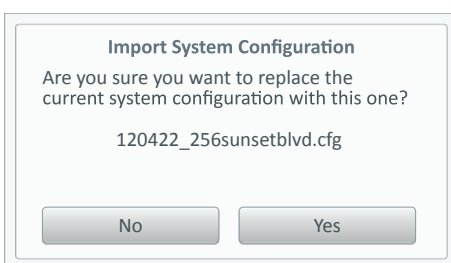 Import System Configuration
Are you sure you want to replace the
current system configuration with this one?
120422_256sunsetblvd.cfg
No
Yes